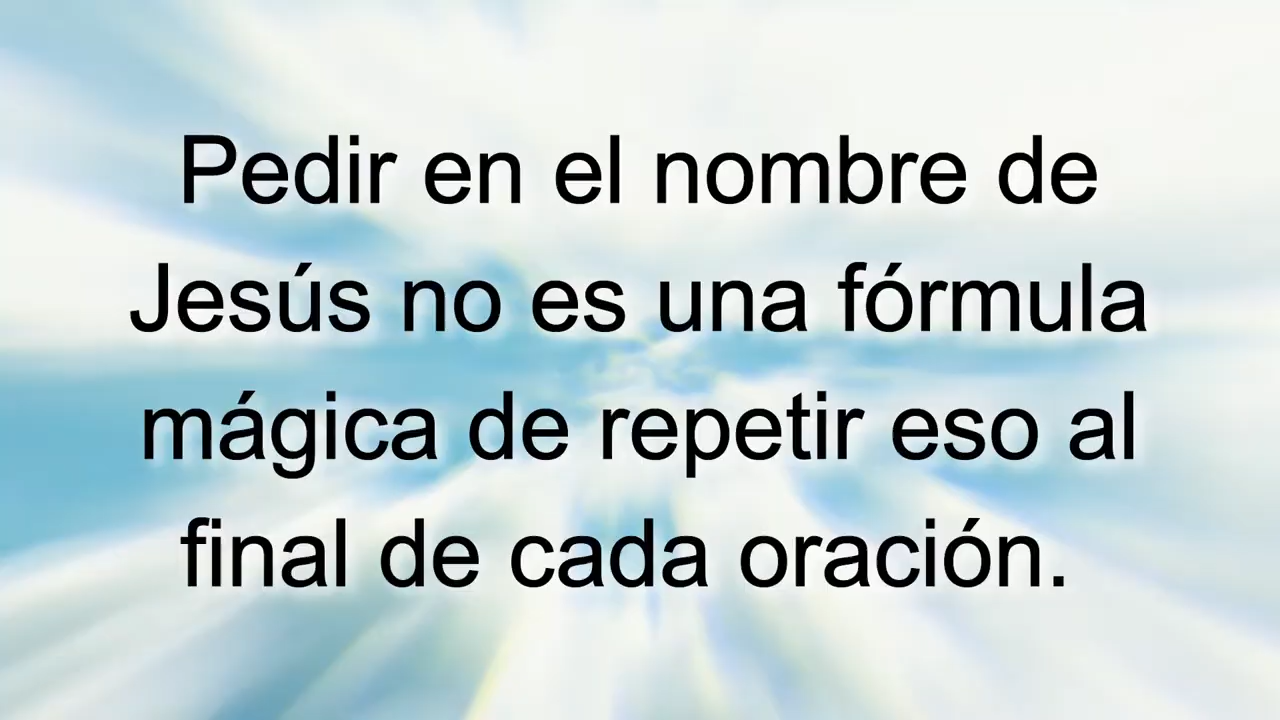 Pedir en el nombre de
Jesús no es una fórmula
mágica de repetir eso al
final de cada oración.